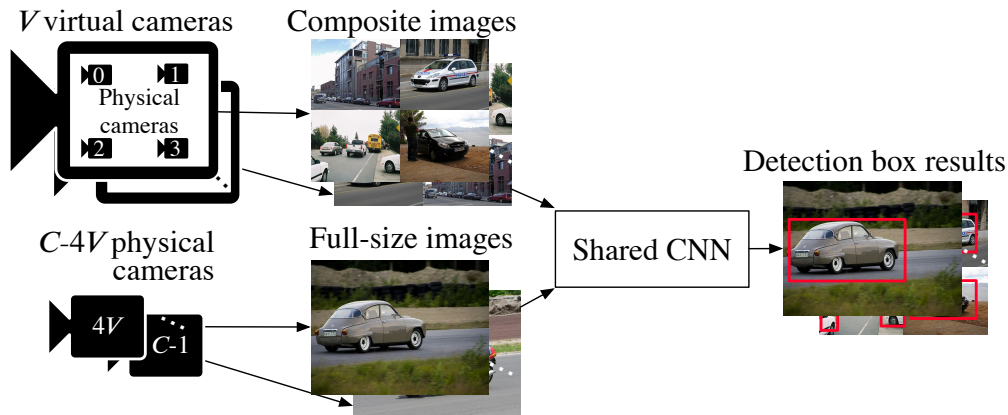 V virtual cameras
Composite images
0
1
Physical
cameras
2
3
Detection box results
Shared CNN
C-4V physical
cameras
Full-size images
4V
C-1